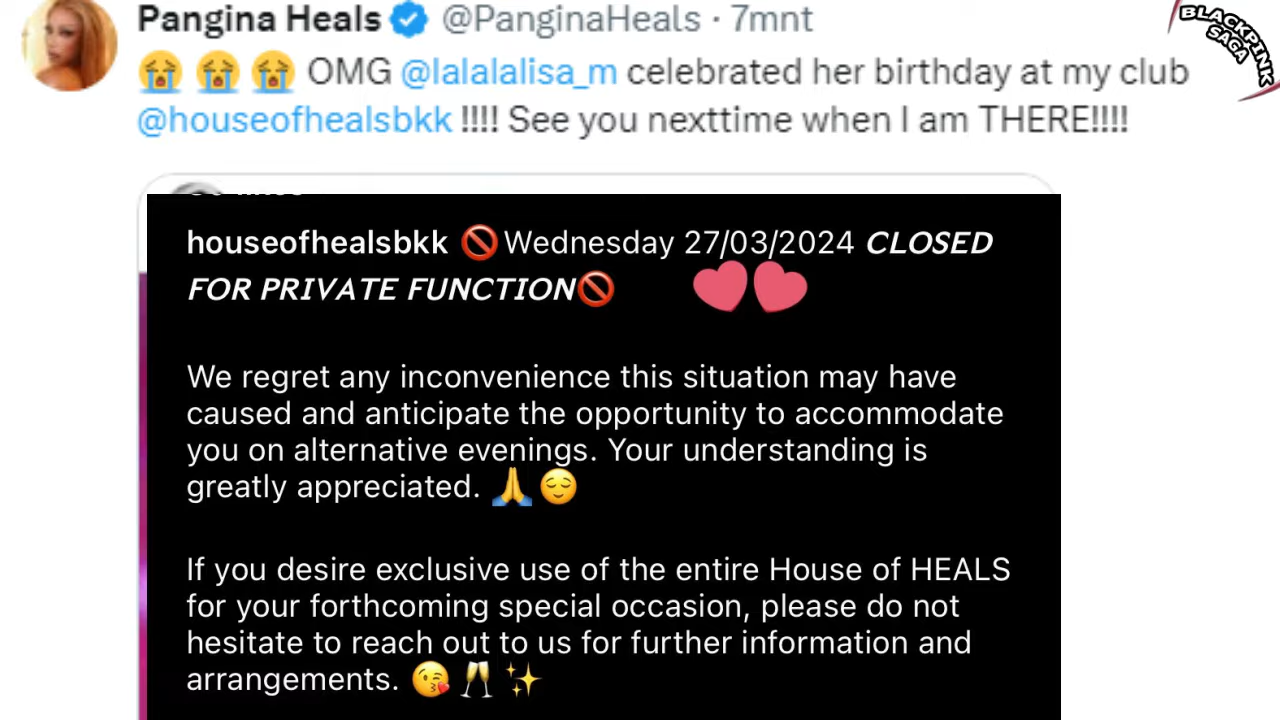 Pangina Heals @PanginaHeals · 7mnt
😭 😭 😭 OMG @lalalalisa_m celebrated her birthday at my club
@houseofhealsbkk !!!! See you nexttime when I am THERE!!!!
BLACKPINK
SAGA
houseofhealsbkk 🚫Wednesday 27/03/2024 CLOSED
FOR PRIVATE FUNCTION🚫
We regret any inconvenience this situation may have
caused and anticipate the opportunity to accommodate
you on alternative evenings. Your understanding is
greatly appreciated. 🙏😌
If you desire exclusive use of the entire House of HEALS
for your forthcoming special occasion, please do not
hesitate to reach out to us for further information and
arrangements. 😘🥂✨